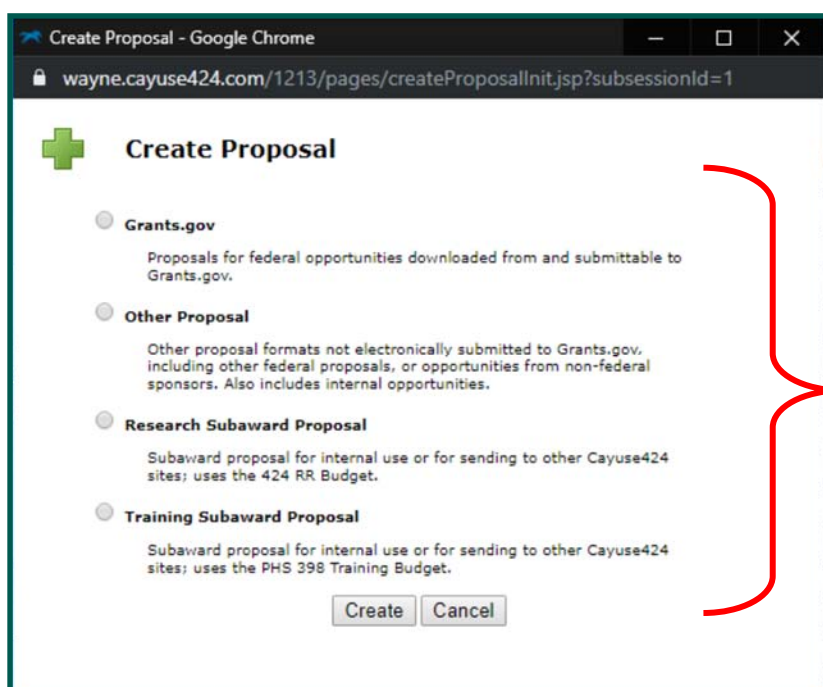 Create Proposal - Google Chrome
wayne.cayuse424.com/1213/pages/createProposalInit.jsp?subsessionId=1
Create Proposal
Grants.gov
Proposals for federal opportunities downloaded from and submittable to
Grants.gov.
Other Proposal
Other proposal formats not electronically submitted to Grants.gov,
including other federal proposals, or opportunities from non-federal
sponsors. Also includes internal opportunities.
Research Subaward Proposal
Subaward proposal for internal use or for sending to other Cayuse424
sites; uses the 424 RR Budget.
Training Subaward Proposal
Subaward proposal for internal use or for sending to other Cayuse424
sites; uses the PHS 398 Training Budget.
Create Cancel